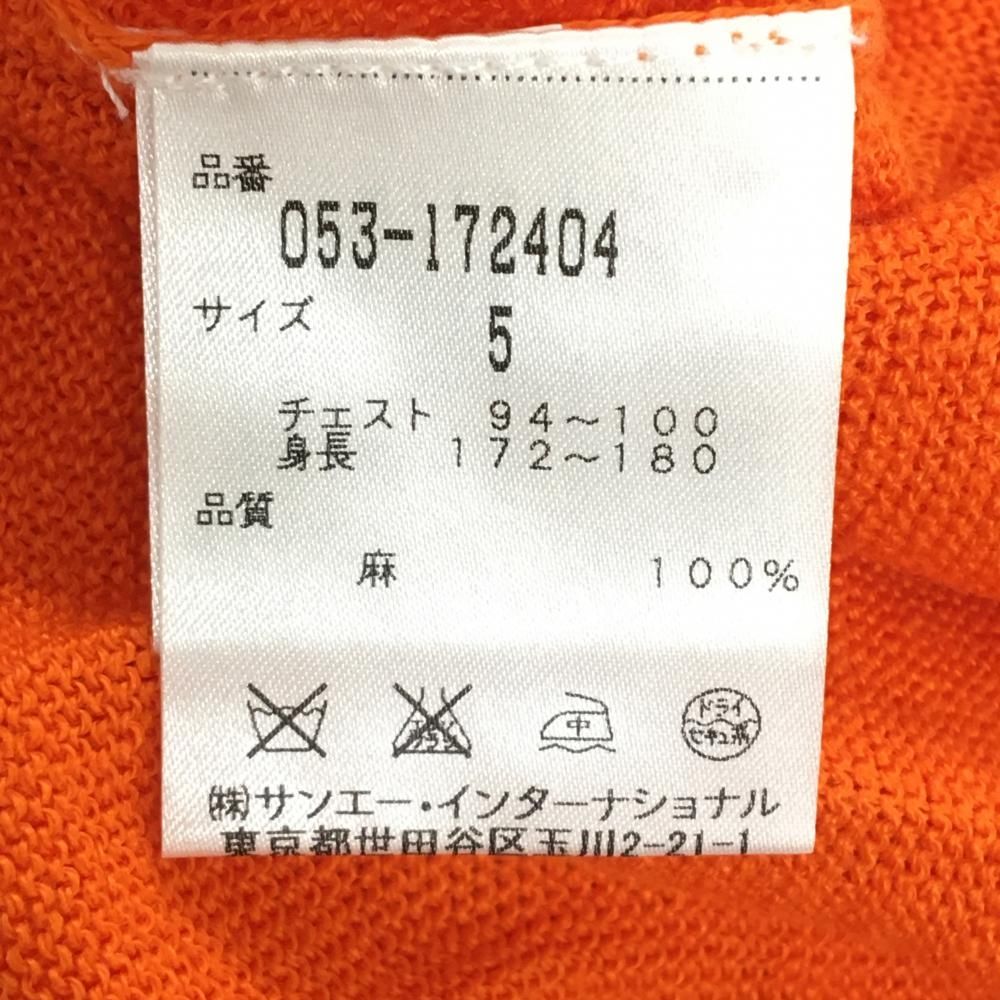 品番
053-172404
サイズ
5
チェスト 94〜100
身長 172〜180
品質
麻 100%
中
ドライ
セキユ系
㈱サンエー・インターナショナル
東京都世田谷区玉川2-21-1